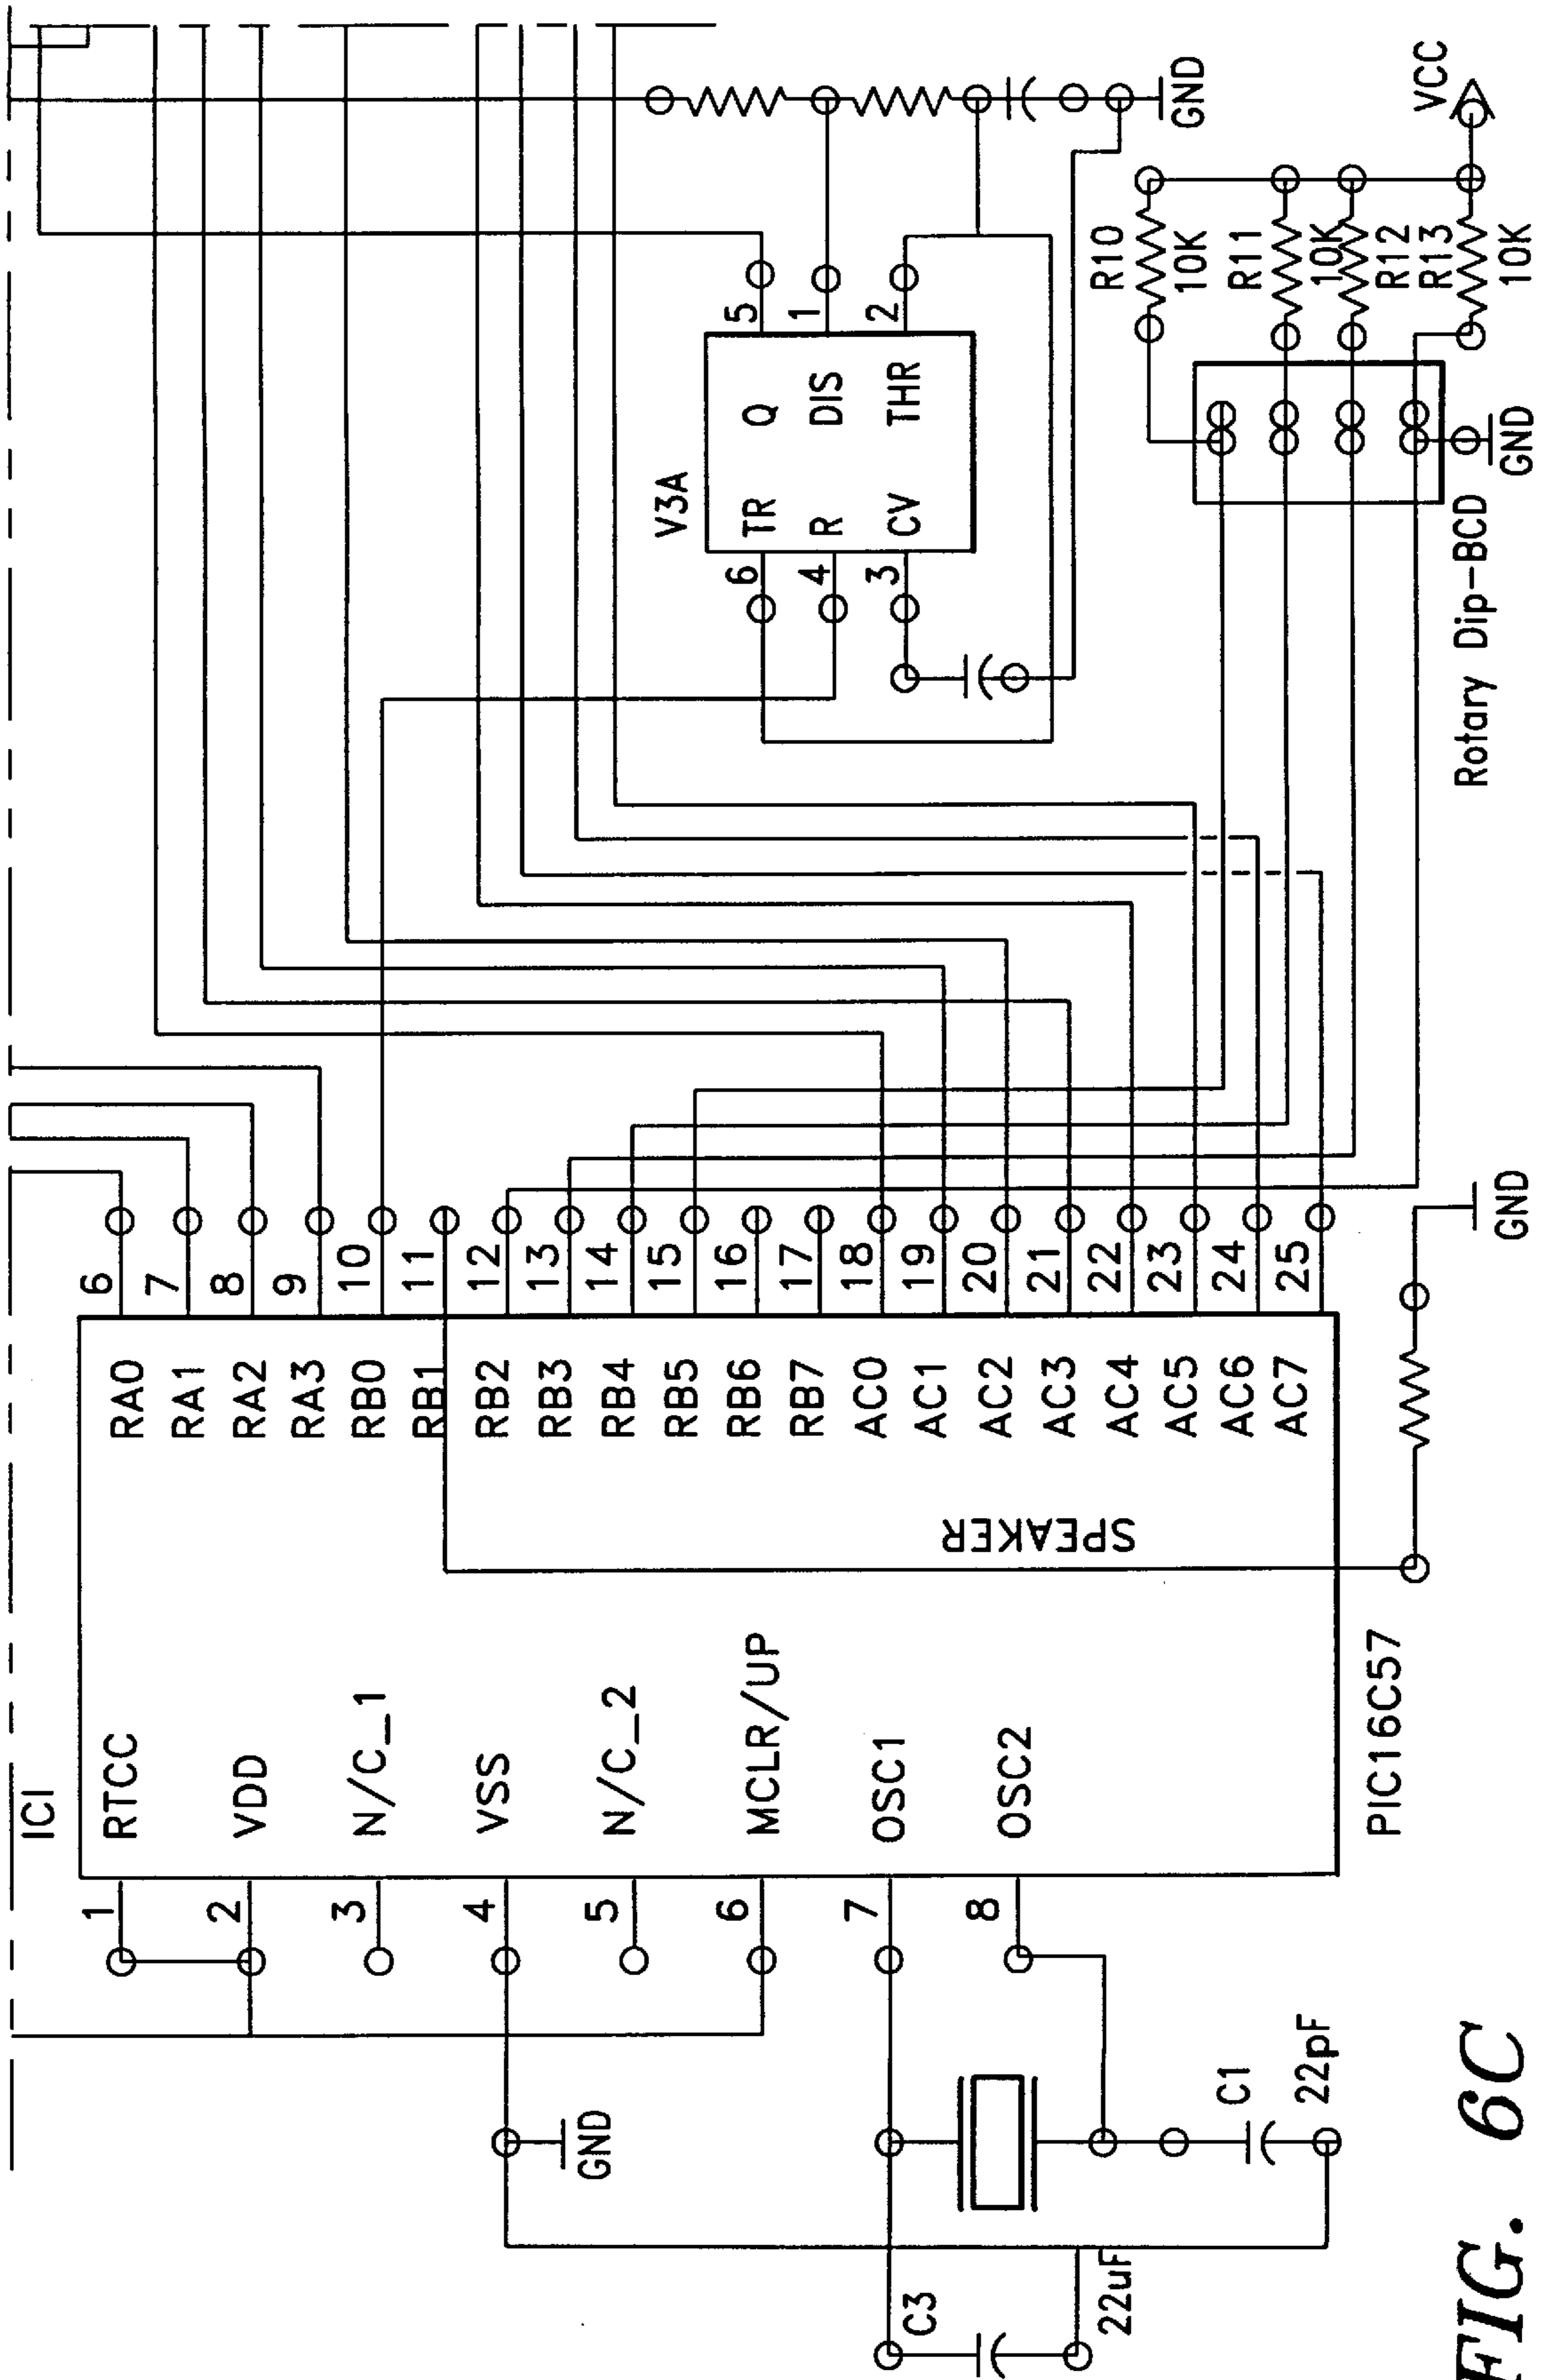 ICI
1
RTCC
2
VDD
3
N/C_1
4
VSS
5
N/C_2
6
MCLR/UP
7
OSC1
8
OSC2
RA0
6
RA1
7
RA2
8
RA3
9
RB0
10
RB1
11
RB2
12
RB3
13
RB4
14
RB5
15
RB6
16
RB7
17
AC0
18
AC1
19
AC2
20
AC3
21
AC4
22
AC5
23
AC6
24
AC7
25
SPEAKER
PIC16C57
GND
C3
22uF
C1
22pF
GND
V3A
6
TR
Q
5
4
R
DIS
1
3
CV
THR
2
GND
R10
10K
R11
10K
R12
R13
10K
VCC
GND
Rotary Dip-BCD
FIG. 6C